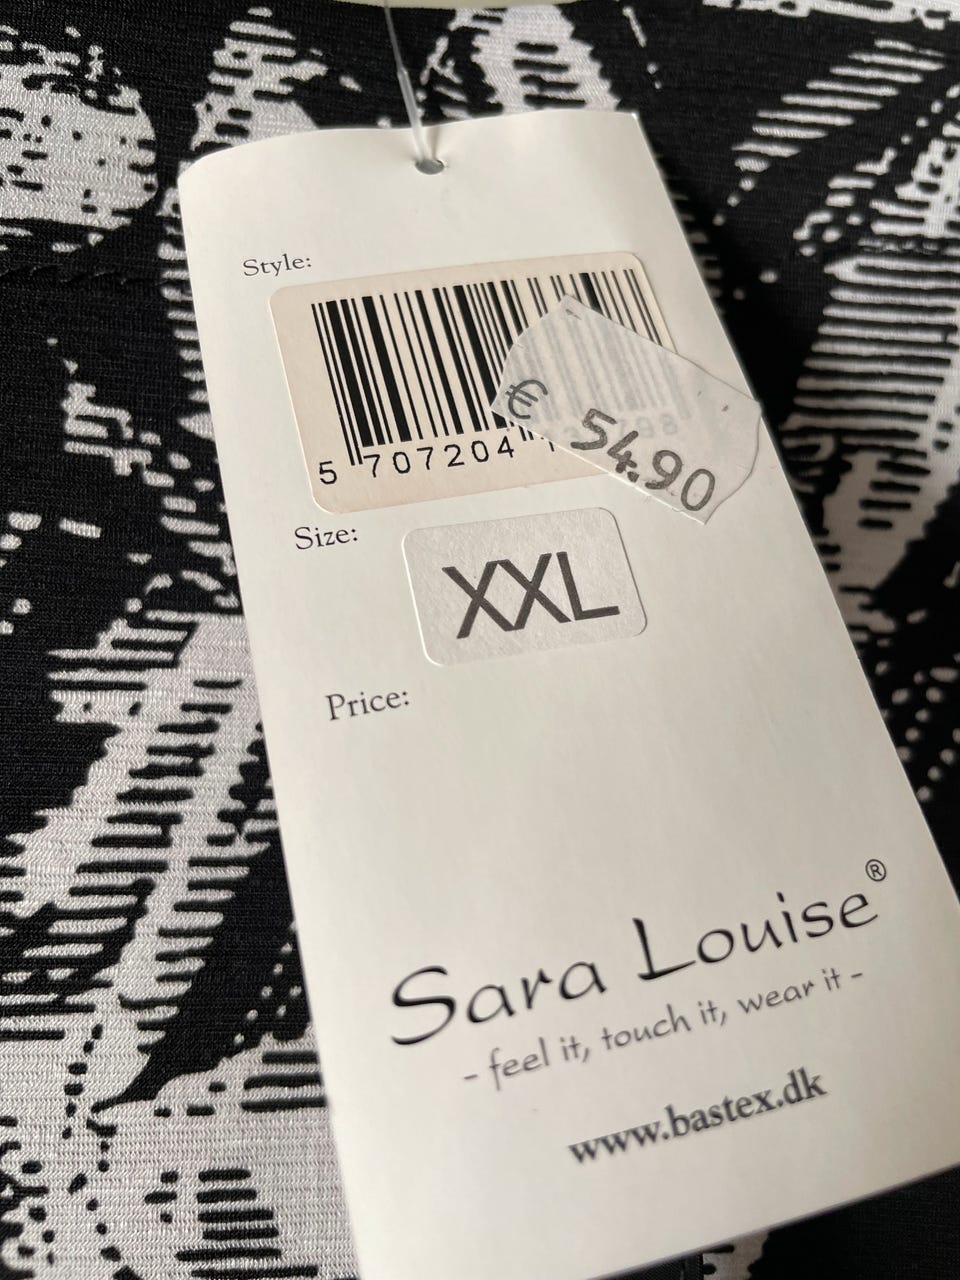 Style:
5 707204
€ 54.90
Size:
XXL
Price:
Sara Louise®
- feel it, touch it, wear it -
www.bastex.dk